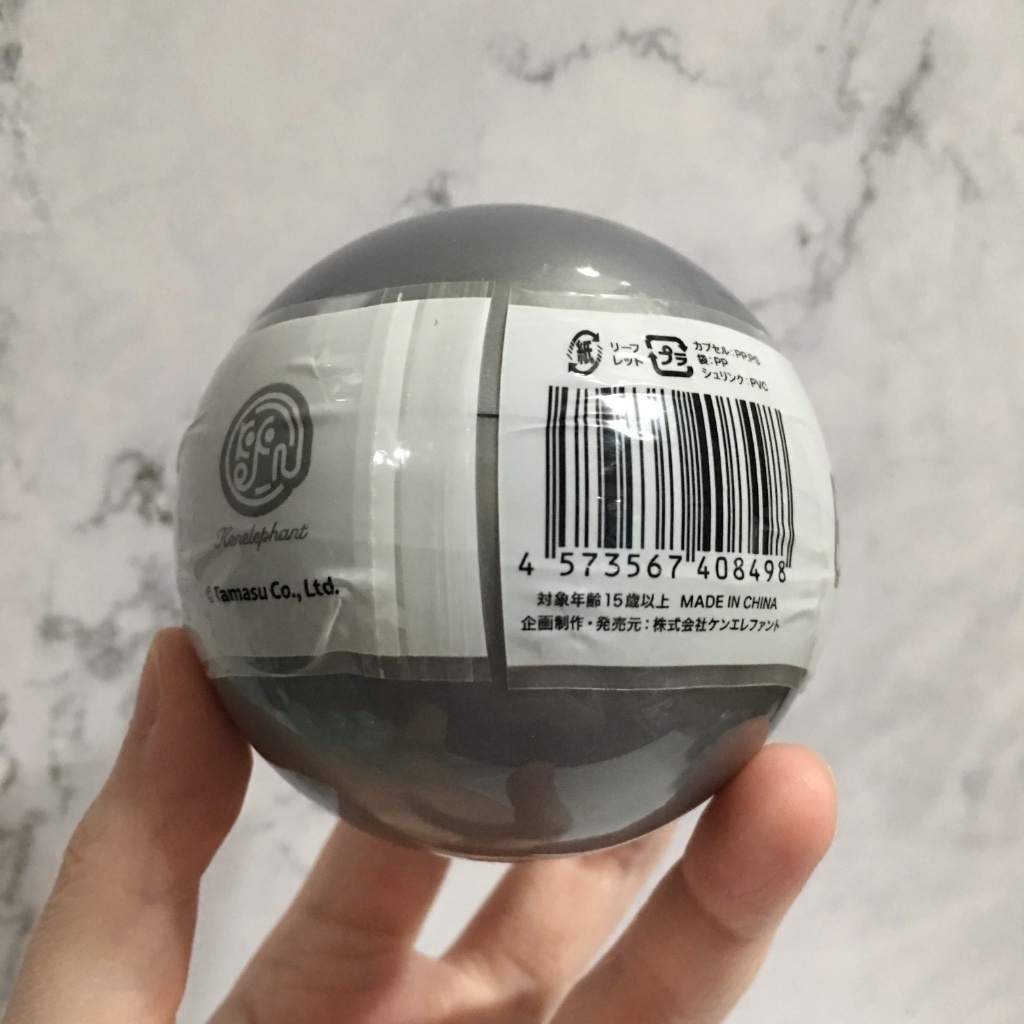 Kenelephant
© Tamasu Co., Ltd.
紙
リーフ
レット
プラ
カプセル:PP,PS
袋:PP
シュリンク:PVC
4 573567 408498
対象年齢15歳以上 MADE IN CHINA
企画制作・発売元:株式会社ケンエレファント